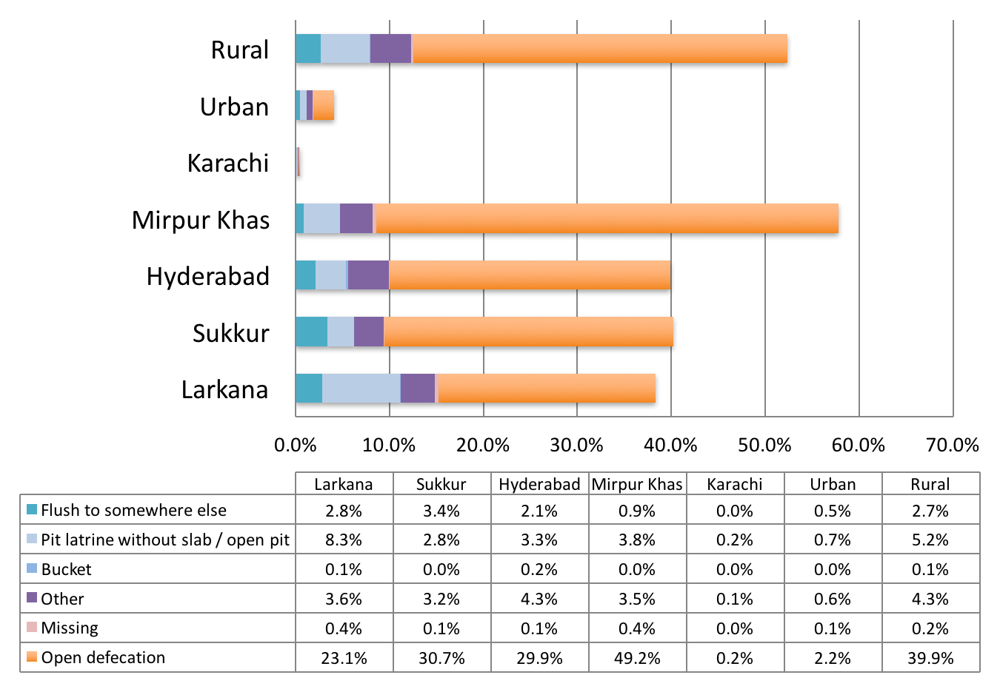 Rural
Urban
Karachi
Mirpur Khas
Hyderabad
Sukkur
Larkana
0.0% 10.0% 20.0% 30.0% 40.0% 50.0% 60.0% 70.0%
Larkana Sukkur Hyderabad Mirpur Khas Karachi Urban Rural
Flush to somewhere else 2.8% 3.4% 2.1% 0.9% 0.0% 0.5% 2.7%
Pit latrine without slab / open pit 8.3% 2.8% 3.3% 3.8% 0.2% 0.7% 5.2%
Bucket 0.1% 0.0% 0.2% 0.0% 0.0% 0.0% 0.1%
Other 3.6% 3.2% 4.3% 3.5% 0.1% 0.6% 4.3%
Missing 0.4% 0.1% 0.1% 0.4% 0.0% 0.1% 0.2%
Open defecation 23.1% 30.7% 29.9% 49.2% 0.2% 2.2% 39.9%